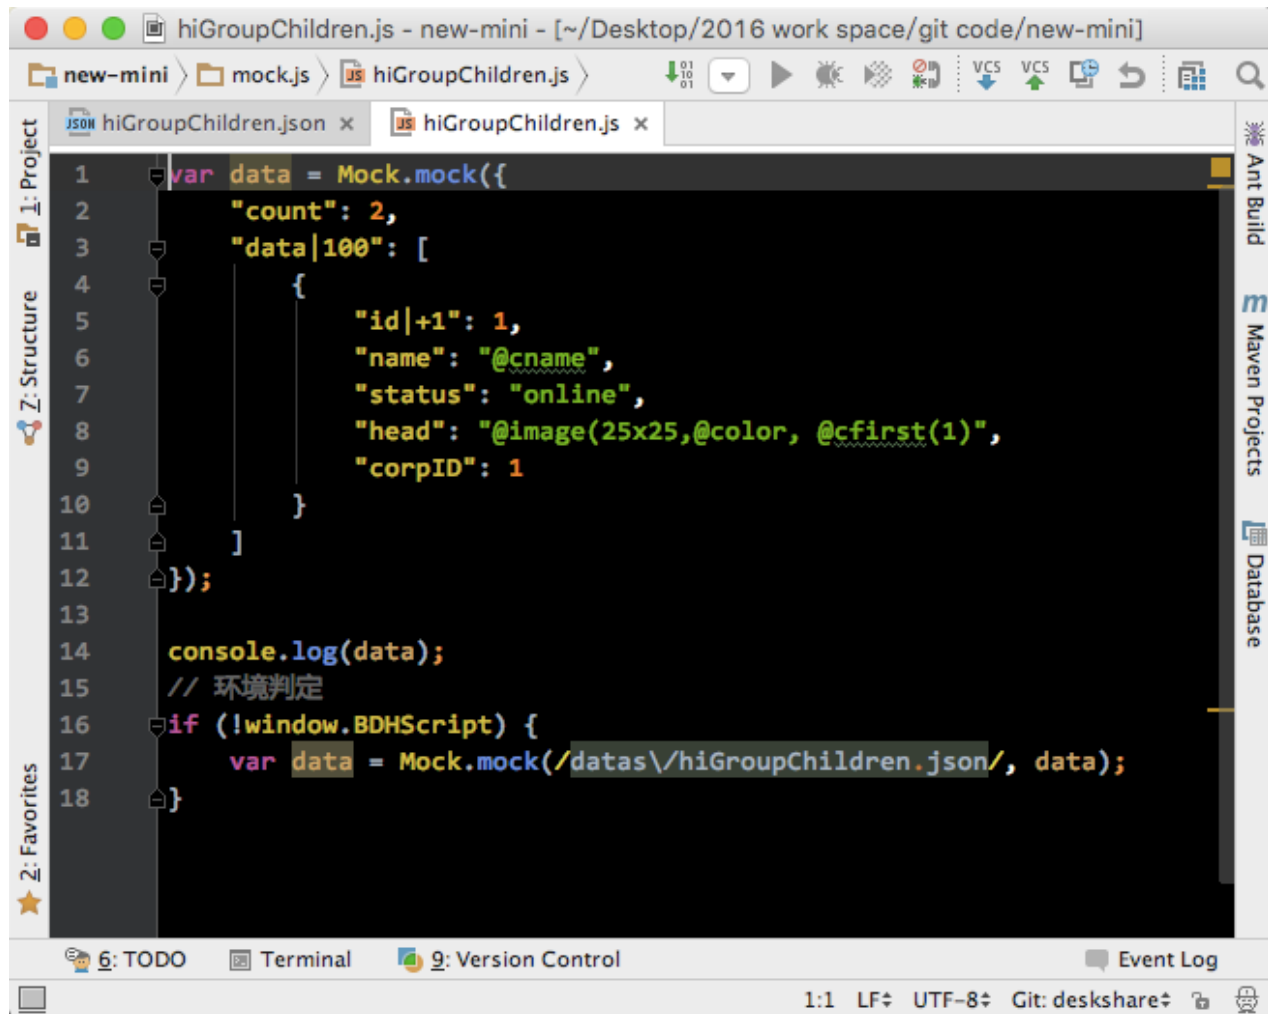 hiGroupChildren.js - new-mini - [~/Desktop/2016 work space/git code/new-mini]
new-mini mock.js hiGroupChildren.js VCS VCS
hiGroupChildren.json × hiGroupChildren.js ×
1: Project
Z: Structure
2: Favorites
1 var data = Mock.mock({
2 "count": 2,
3 "data|100": [
4 {
5 "id|+1": 1,
6 "name": "@cname",
7 "status": "online",
8 "head": "@image(25x25,@color, @cfirst(1)",
9 "corpID": 1
10 }
11 ]
12 });
13
14 console.log(data);
15 // 环境判定
16 if (!window.BDHScript) {
17 var data = Mock.mock(/datas\/hiGroupChildren.json/, data);
18 }
Ant Build
m Maven Projects
Database
6: TODO Terminal 9: Version Control Event Log
1:1 LF UTF-8 Git: deskshare